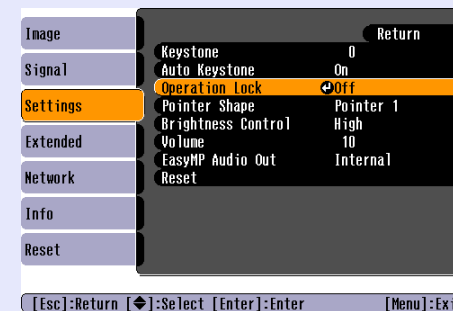 Image
Signal
Settings
Extended
Network
Info
Reset
Return
Keystone 0
Auto Keystone On
Operation Lock Off
Pointer Shape Pointer 1
Brightness Control High
Volume 10
EasyMP Audio Out Internal
Reset
[Esc]:Return [◆]:Select [Enter]:Enter [Menu]:Exi